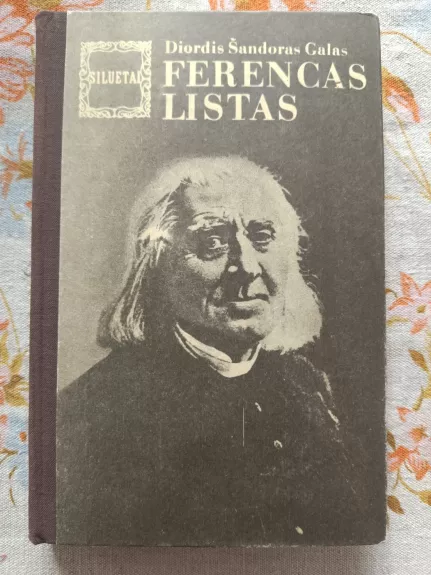 SILUETAI
Diordis Šandoras Galas
FERENCAS
LISTAS